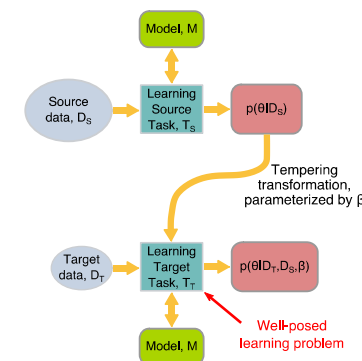 Model, M
Source
data, D_S
Learning
Source
Task, T_S
p(θ|D_S)
Tempering
transformation,
parameterized by β
Target
data, D_T
Learning
Target
Task, T_T
p(θ|D_T,D_S,β)
Well-posed
learning problem
Model, M